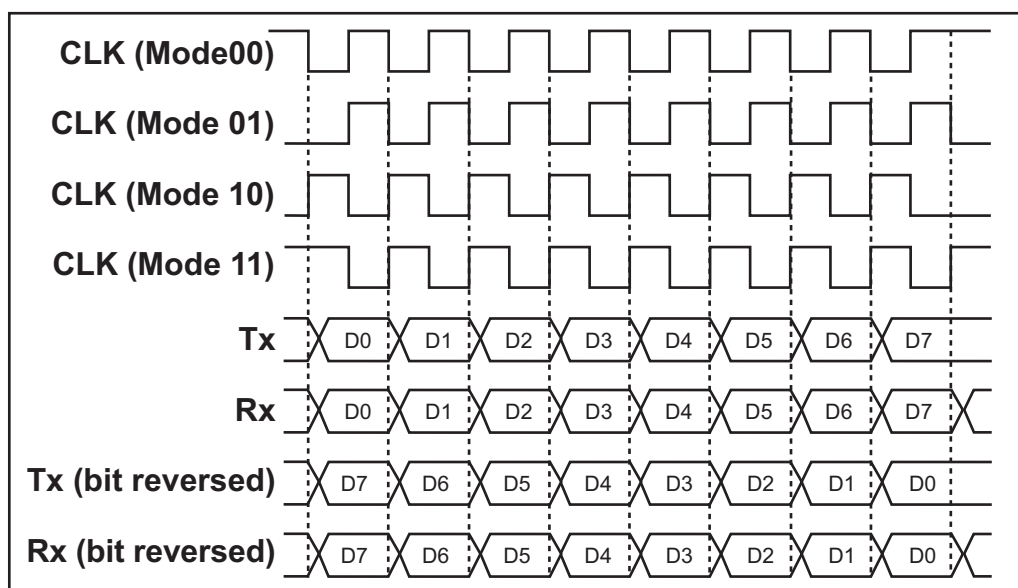 CLK (Mode00)
CLK (Mode 01)
CLK (Mode 10)
CLK (Mode 11)
Tx D0 D1 D2 D3 D4 D5 D6 D7
Rx D0 D1 D2 D3 D4 D5 D6 D7
Tx (bit reversed) D7 D6 D5 D4 D3 D2 D1 D0
Rx (bit reversed) D7 D6 D5 D4 D3 D2 D1 D0